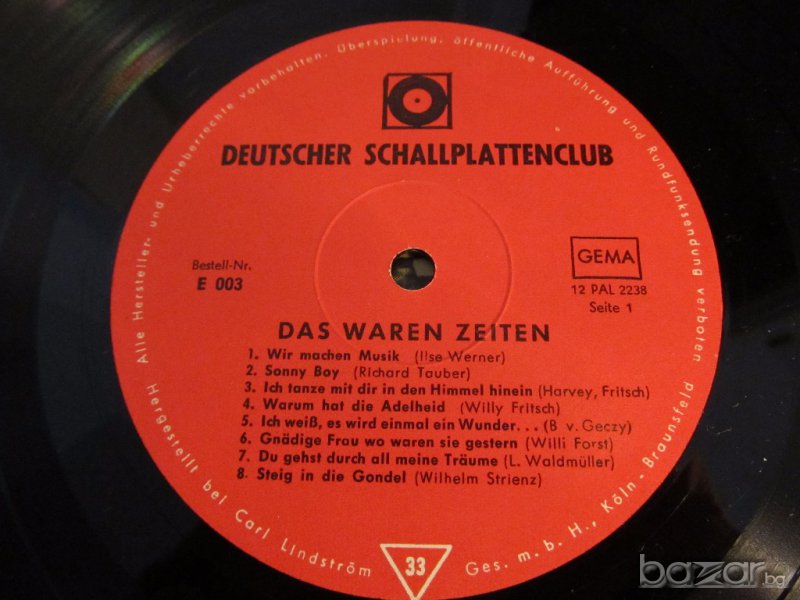 Alle Hersteller- und Urheberrechte vorbehalten. Überspielung, öffentliche Aufführung und Rundfunksendung verboten
DEUTSCHER SCHALLPLATTENCLUB
Bestell-Nr.
E 003
GEMA
12 PAL 2238
Seite 1
DAS WAREN ZEITEN
1. Wir machen Musik (Ilse Werner)
2. Sonny Boy (Richard Tauber)
3. Ich tanze mit dir in den Himmel hinein (Harvey, Fritsch)
4. Warum hat die Adelheid (Willy Fritsch)
5. Ich weiß, es wird einmal ein Wunder... (B v. Geczy)
6. Gnädige Frau wo waren sie gestern (Willi Forst)
7. Du gehst durch all meine Träume (L. Waldmüller)
8. Steig in die Gondel (Wilhelm Strienz)
33
Hergestellt bei Carl Lindström Ges. m. b. H., Köln - Braunsfeld
bazar.bg